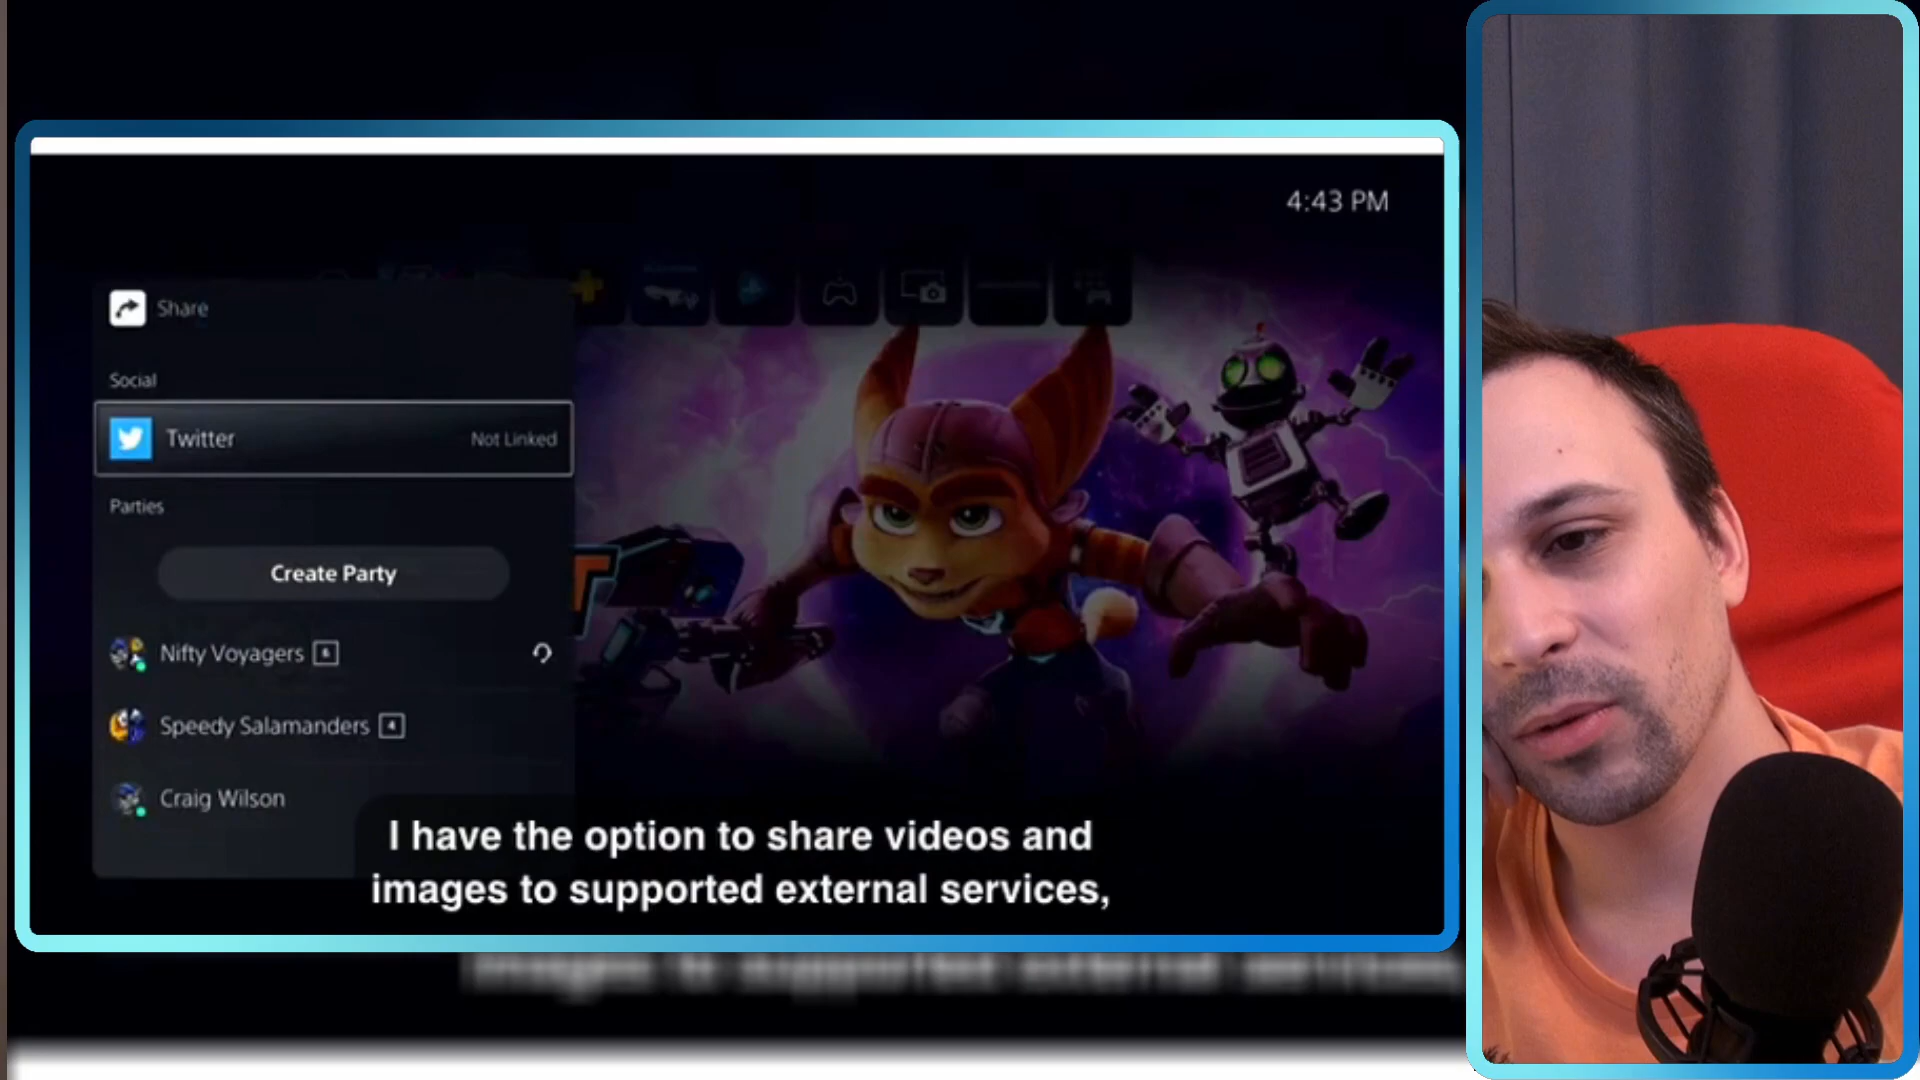 4:43 PM
Share
Social
Twitter Not Linked
Parties
Create Party
Nifty Voyagers
Speedy Salamanders 4
Craig Wilson
I have the option to share videos and
images to supported external services,